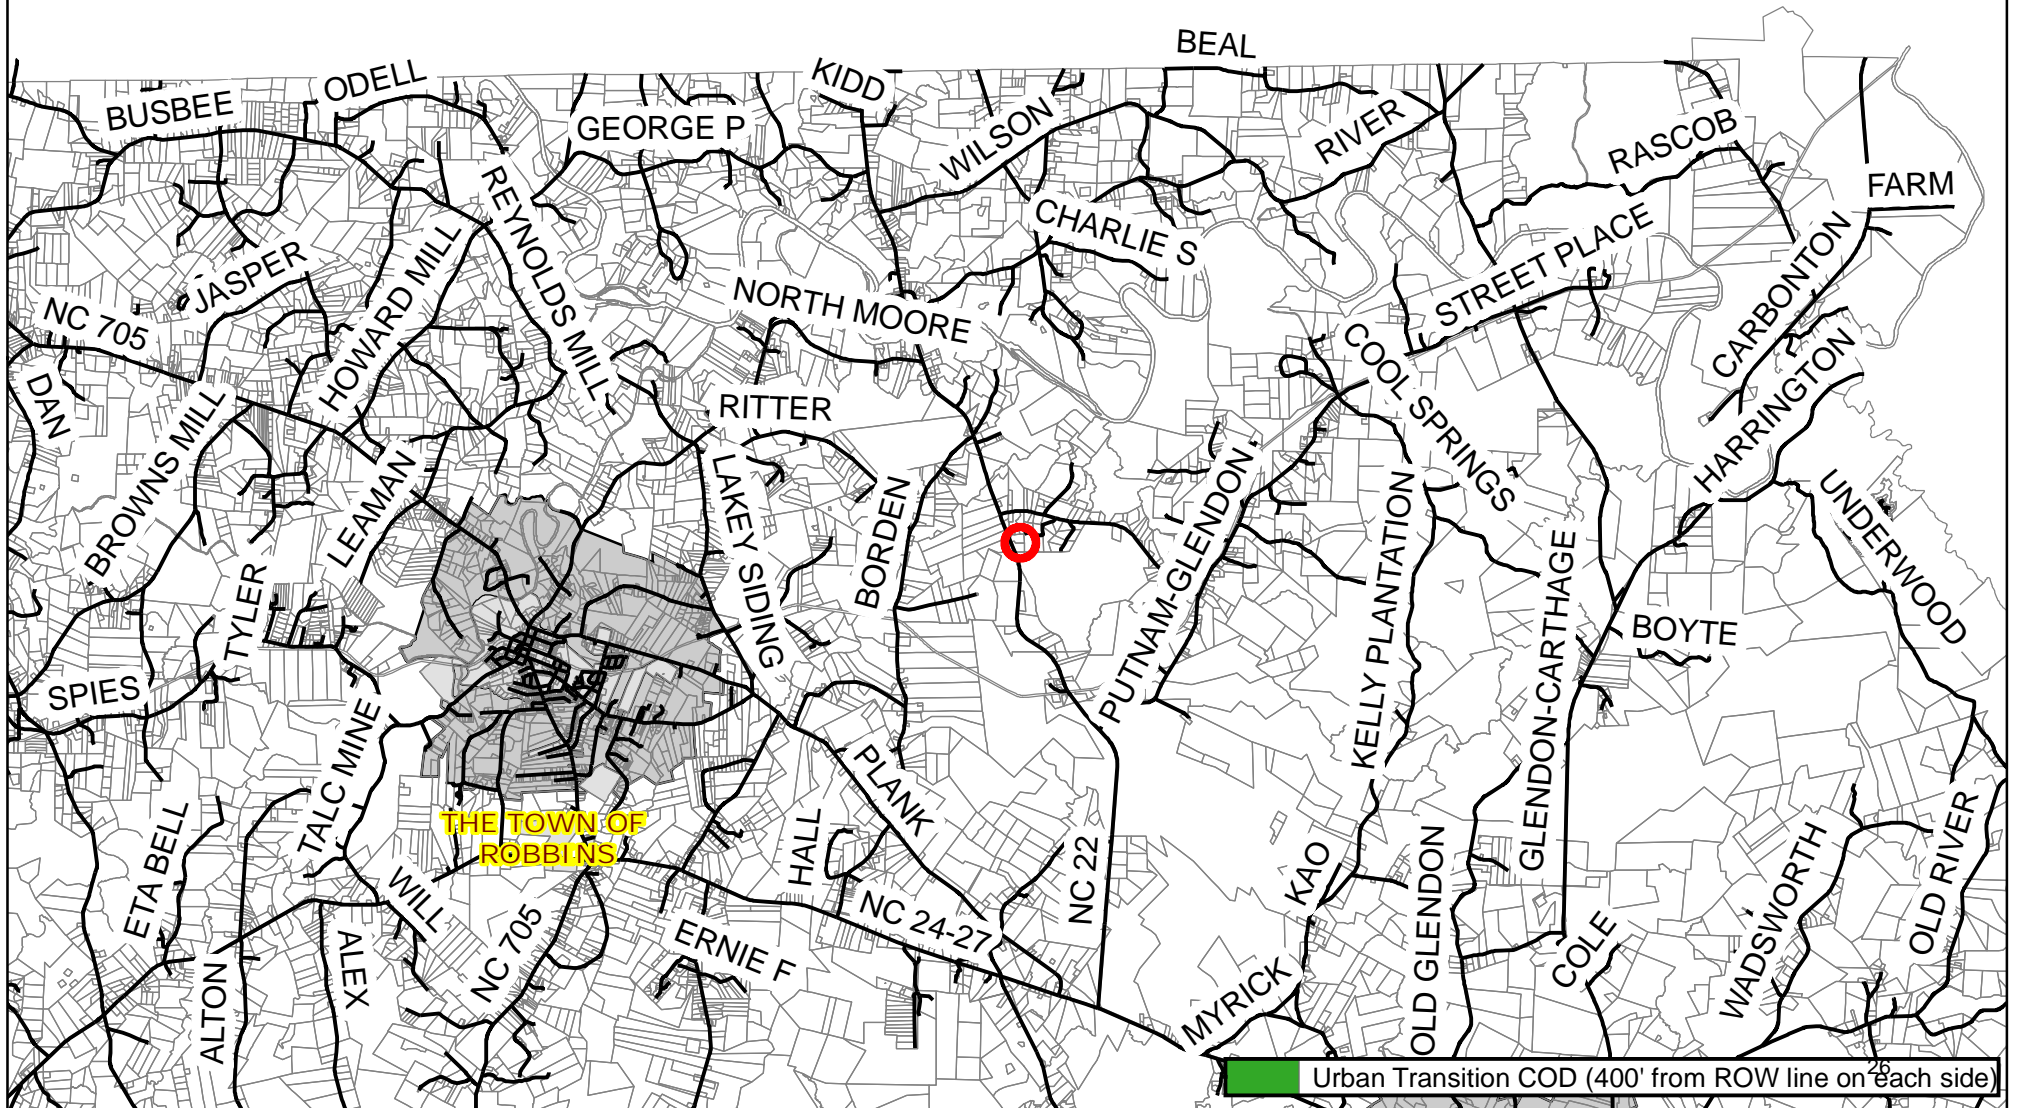 BEAL
KIDD
ODELL
BUSBEE
GEORGE P
WILSON
RIVER
RASCOB
FARM
REYNOLDS MILL
CHARLIE S
STREET PLACE
CARBONTON
JASPER
HOWARD MILL
NC 705
NORTH MOORE
COOL SPRINGS
HARRINGTON
DAN
BROWNS MILL
RITTER
LEAMAN
LAKEY SIDING
BORDEN
PUTNAM-GLENDON
KELLY PLANTATION
GLENDON-CARTHAGE
UNDERWOOD
TYLER
BOYTE
SPIES
TALC MINE
PLANK
THE TOWN OF
ROBBINS
HALL
NC 22
KAO
OLD GLENDON
WADSWORTH
OLD RIVER
ETA BELL
WILL
NC 705
ERNIE F
NC 24-27
COLE
ALTON
ALEX
MYRICK
26
Urban Transition COD (400' from ROW line on each side)